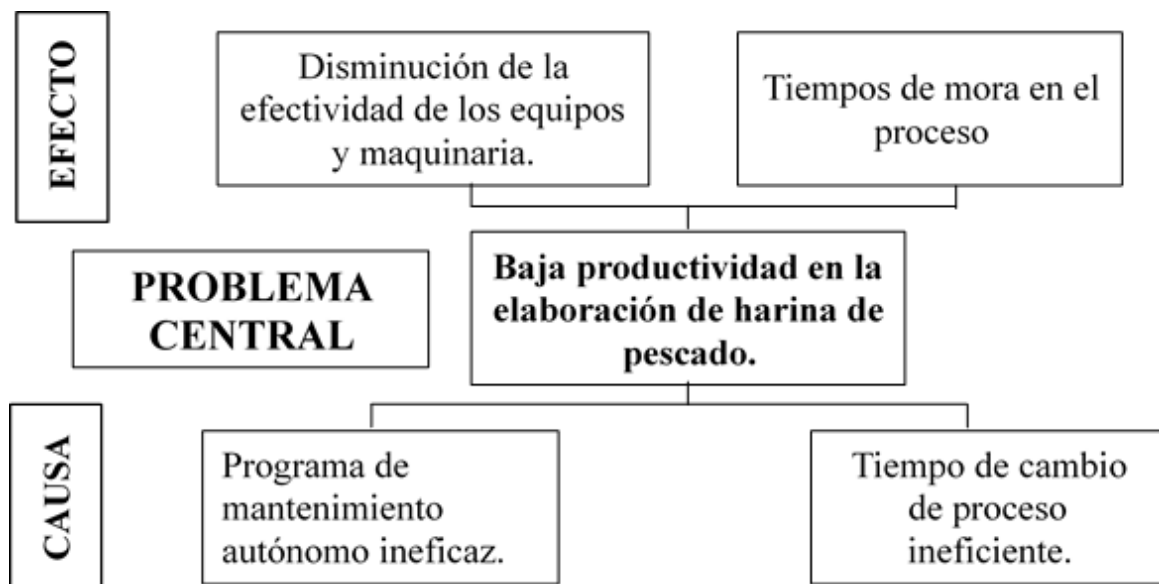 EFECTO
Disminución de la
efectividad de los equipos
y maquinaria.
Tiempos de mora en el
proceso
PROBLEMA
CENTRAL
Baja productividad en la
elaboración de harina de
pescado.
CAUSA
Programa de
mantenimiento
autónomo ineficaz.
Tiempo de cambio
de proceso
ineficiente.